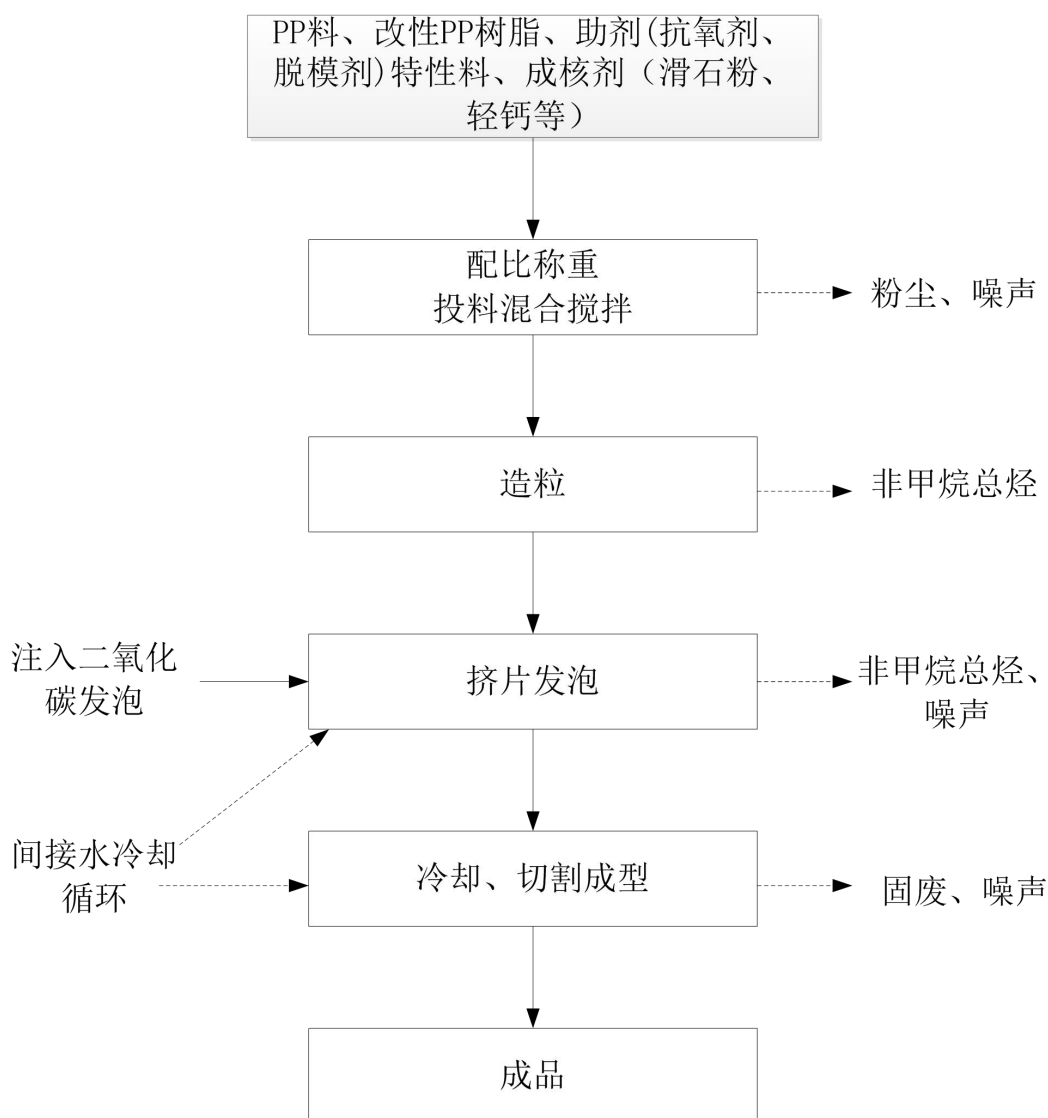 PP料、改性PP树脂、助剂(抗氧剂、
脱模剂)特性料、成核剂（滑石粉、
轻钙等）
配比称重
投料混合搅拌
粉尘、噪声
造粒
非甲烷总烃
注入二氧化
碳发泡
挤片发泡
非甲烷总烃、
噪声
间接水冷却
循环
冷却、切割成型
固废、噪声
成品